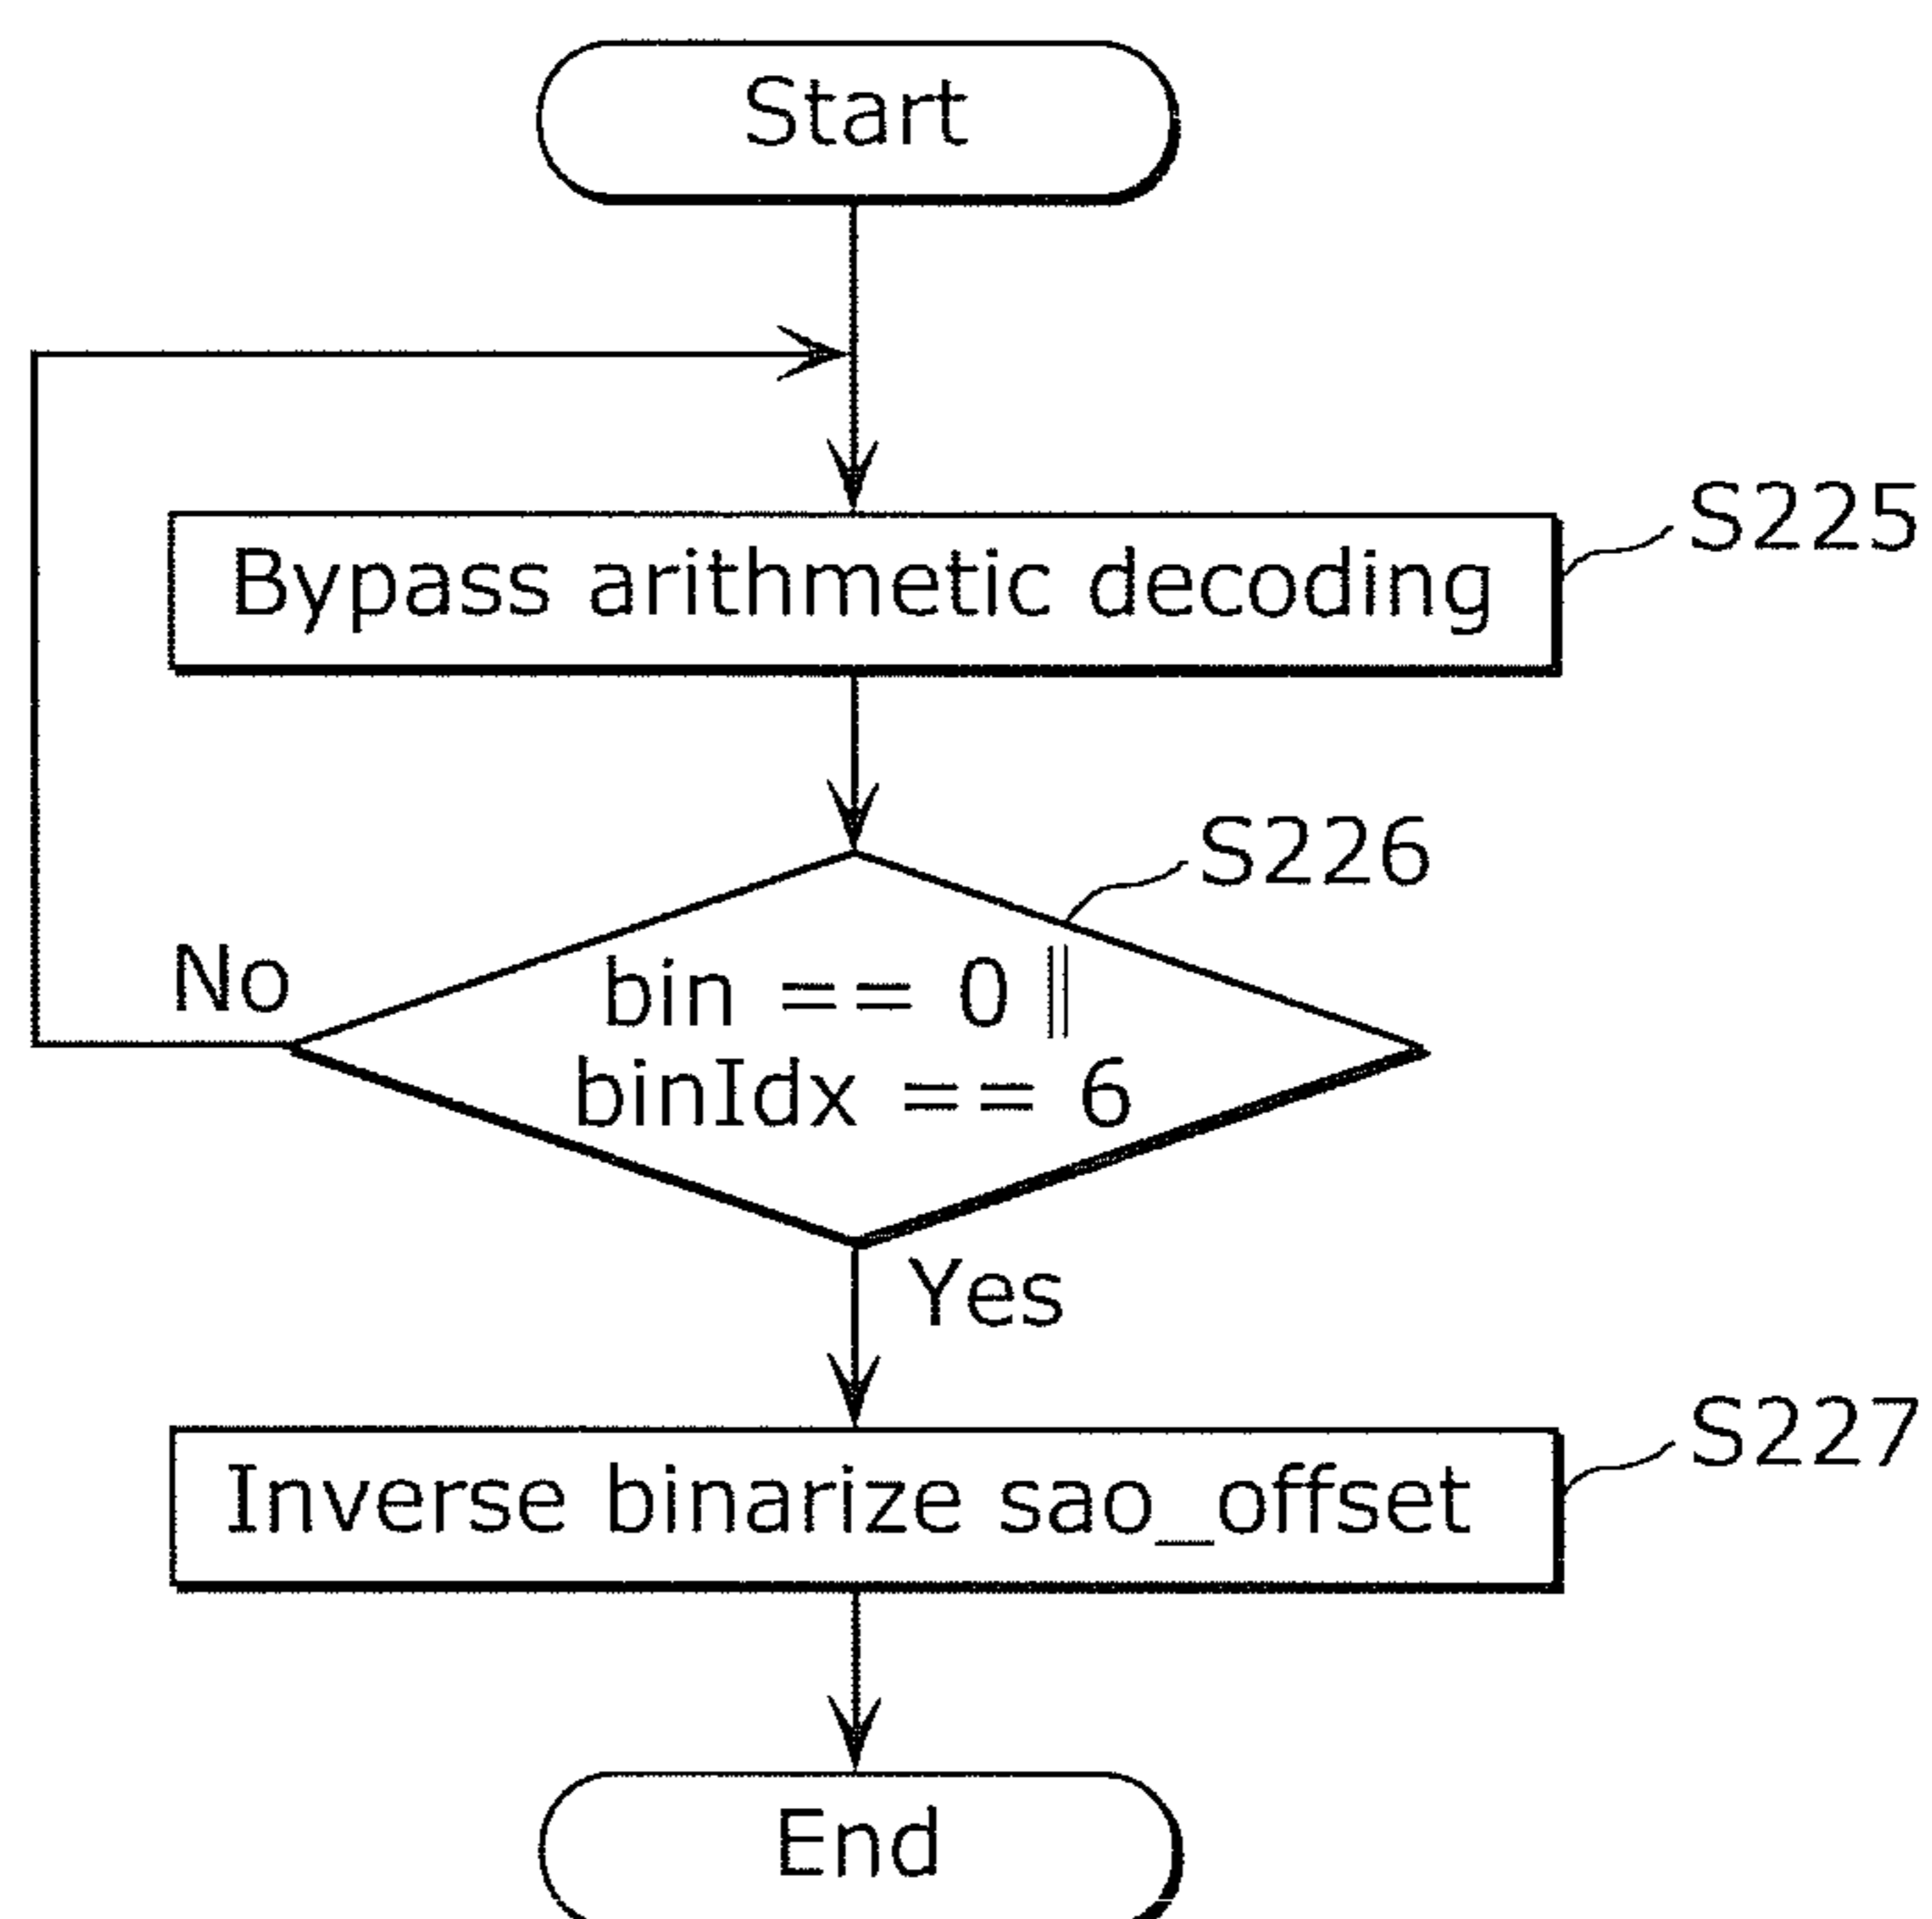 Start
S225
Bypass arithmetic decoding
S226
No
bin == 0 ||
binIdx == 6
Yes
S227
Inverse binarize sao_offset
End